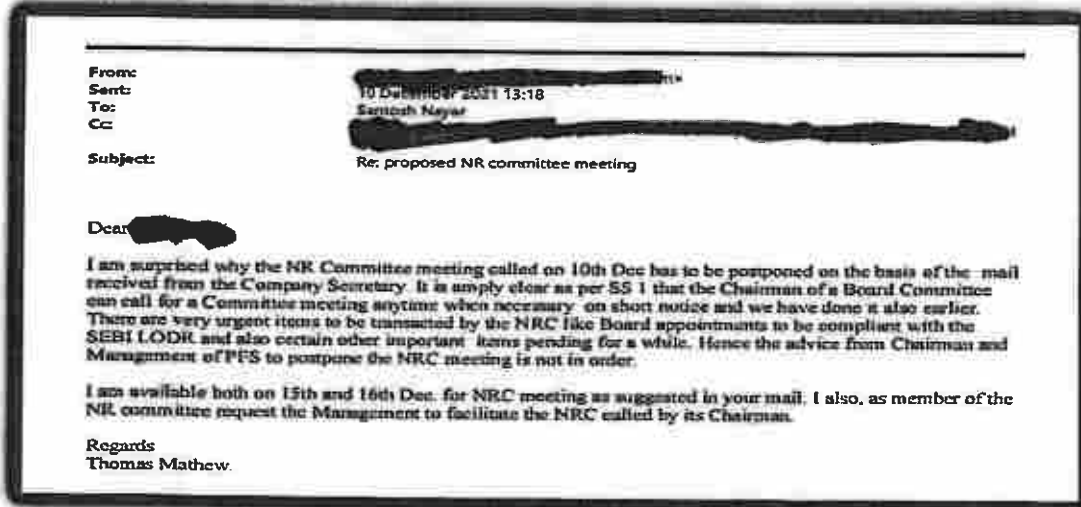 From:
Sent: 10 December 2021 13:18
To: Santosh Nayar
Cc:
Subject: Re: proposed NR committee meeting
Dear
I am surprised why the NR Committee meeting called on 10th Dec has to be postponed on the basis of the mail
received from the Company Secretary. It is amply clear as per SS 1 that the Chairman of a Board Committee
can call for a Committee meeting anytime when necessary on short notice and we have done it also earlier.
There are very urgent items to be transacted by the NRC like Board appointments to be compliant with the
SEBI LODR and also certain other important items pending for a while. Hence the advice from Chairman and
Management of PFS to postpone the NRC meeting is not in order.
I am available both on 15th and 16th Dec. for NRC meeting as suggested in your mail. I also, as member of the
NR committee request the Management to facilitate the NRC called by its Chairman.
Regards
Thomas Mathew.